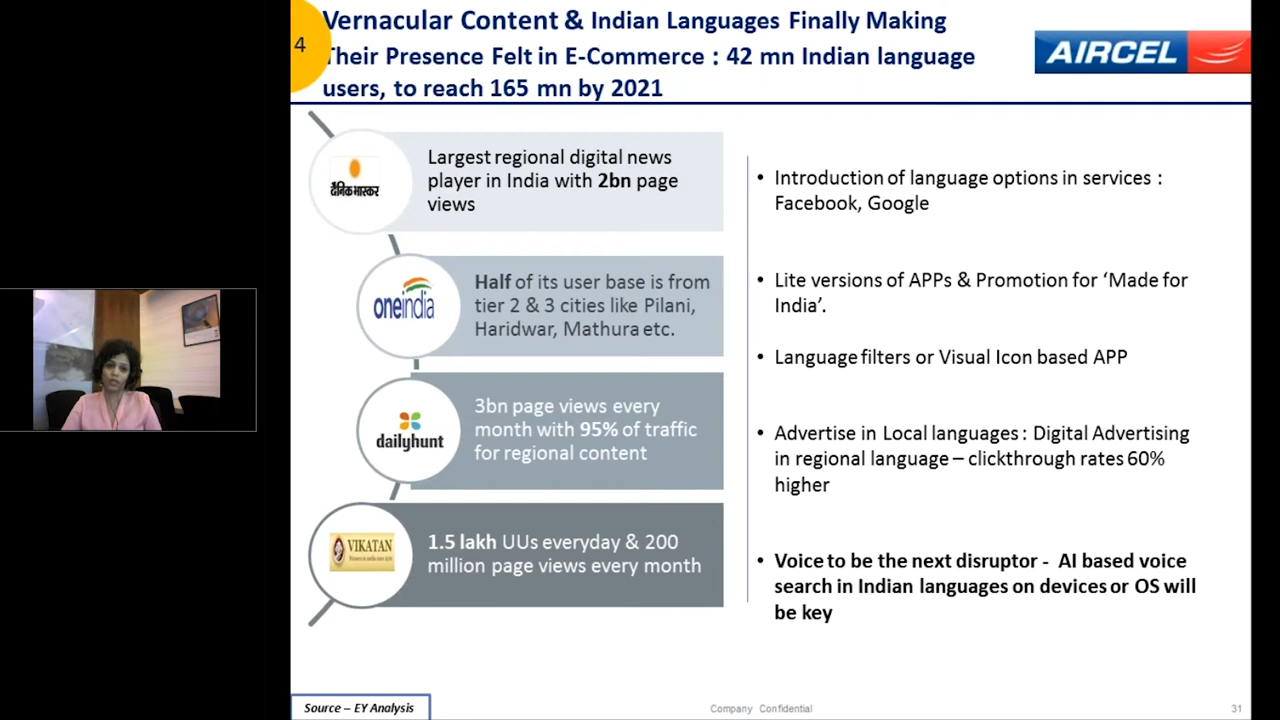 4
Vernacular Content & Indian Languages Finally Making
Their Presence Felt in E-Commerce : 42 mn Indian language
users, to reach 165 mn by 2021
AIRCEL
दैनिक भास्कर
Largest regional digital news
player in India with 2bn page
views
oneindia
Half of its user base is from
tier 2 & 3 cities like Pilani,
Haridwar, Mathura etc.
dailyhunt
3bn page views every
month with 95% of traffic
for regional content
VIKATAN
1.5 lakh UUs everyday & 200
million page views every month
• Introduction of language options in services :
Facebook, Google
• Lite versions of APPs & Promotion for ‘Made for
India’.
• Language filters or Visual Icon based APP
• Advertise in Local languages : Digital Advertising
in regional language – clickthrough rates 60%
higher
• Voice to be the next disruptor - AI based voice
search in Indian languages on devices or OS will
be key
Source – EY Analysis
Company Confidential
31